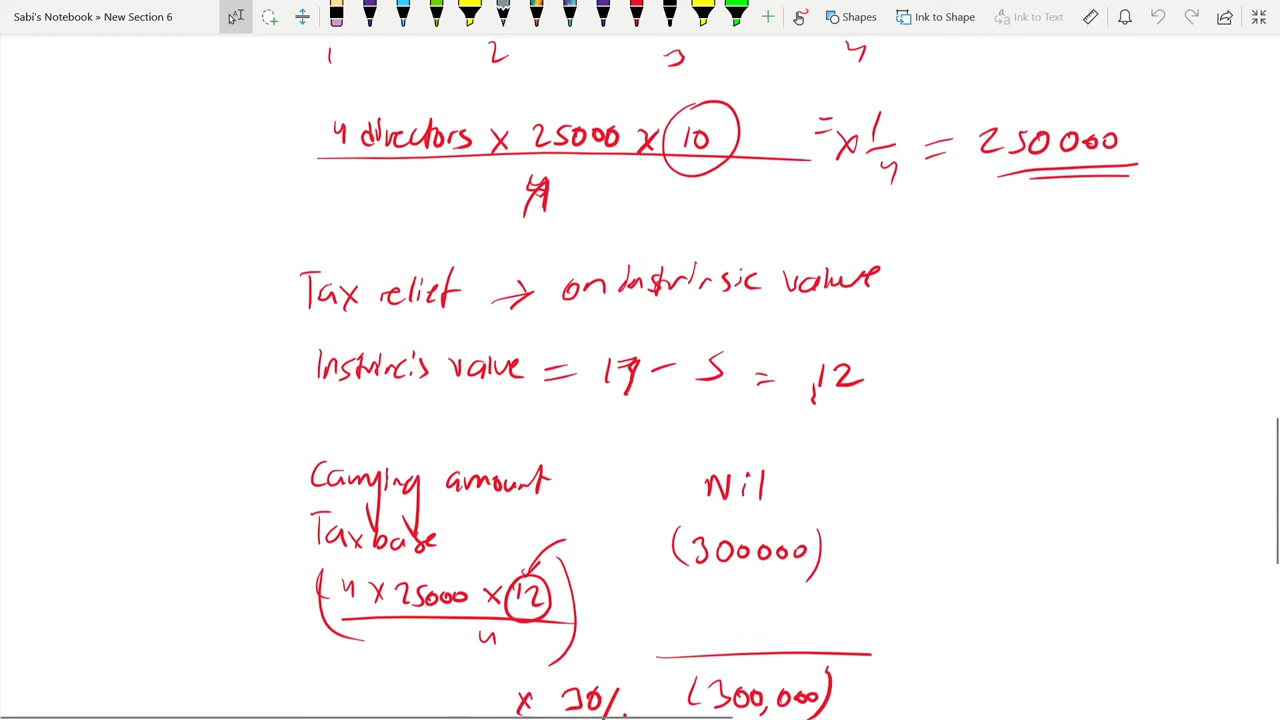 Sabi's Notebook » New Section 6
Shapes
Ink to Shape
Ink to Text
1 2 3 4
4 directors x 25000 x 10 = x 1/4 = 250000
4
Tax relief → on instrinsic value
Instrinci's value = 17 - 5 = 12
Carrying amount Nil
Tax base (300000)
(4 x 25000 x 12
4)
x 30% (300,000)